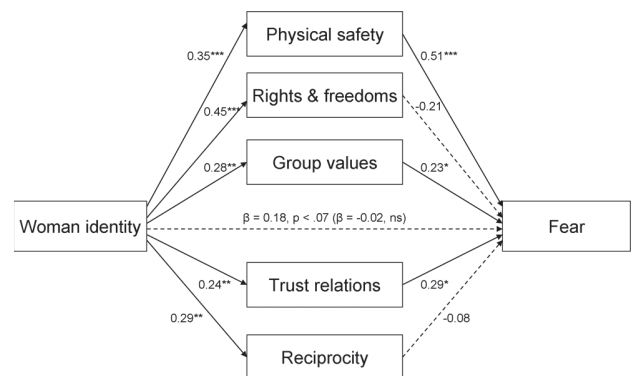 Physical safety
0.35***
0.51***
Rights & freedoms
0.45***
-0.21
Group values
0.28**
0.23*
Woman identity
β = 0.18, p < .07 (β = -0.02, ns)
Fear
Trust relations
0.24**
0.29*
0.29**
-0.08
Reciprocity